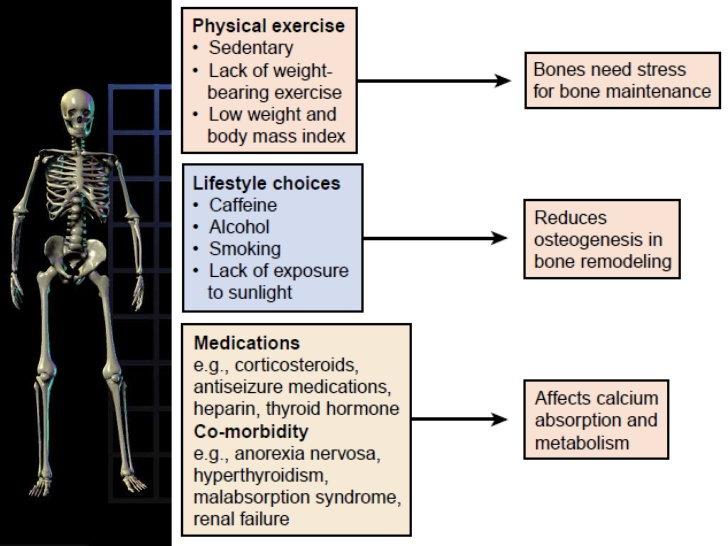 Physical exercise
• Sedentary
• Lack of weight-
bearing exercise
• Low weight and
body mass index
Bones need stress
for bone maintenance
Lifestyle choices
• Caffeine
• Alcohol
• Smoking
• Lack of exposure
to sunlight
Reduces
osteogenesis in
bone remodeling
Medications
e.g., corticosteroids,
antiseizure medications,
heparin, thyroid hormone
Co-morbidity
e.g., anorexia nervosa,
hyperthyroidism,
malabsorption syndrome,
renal failure
Affects calcium
absorption and
metabolism